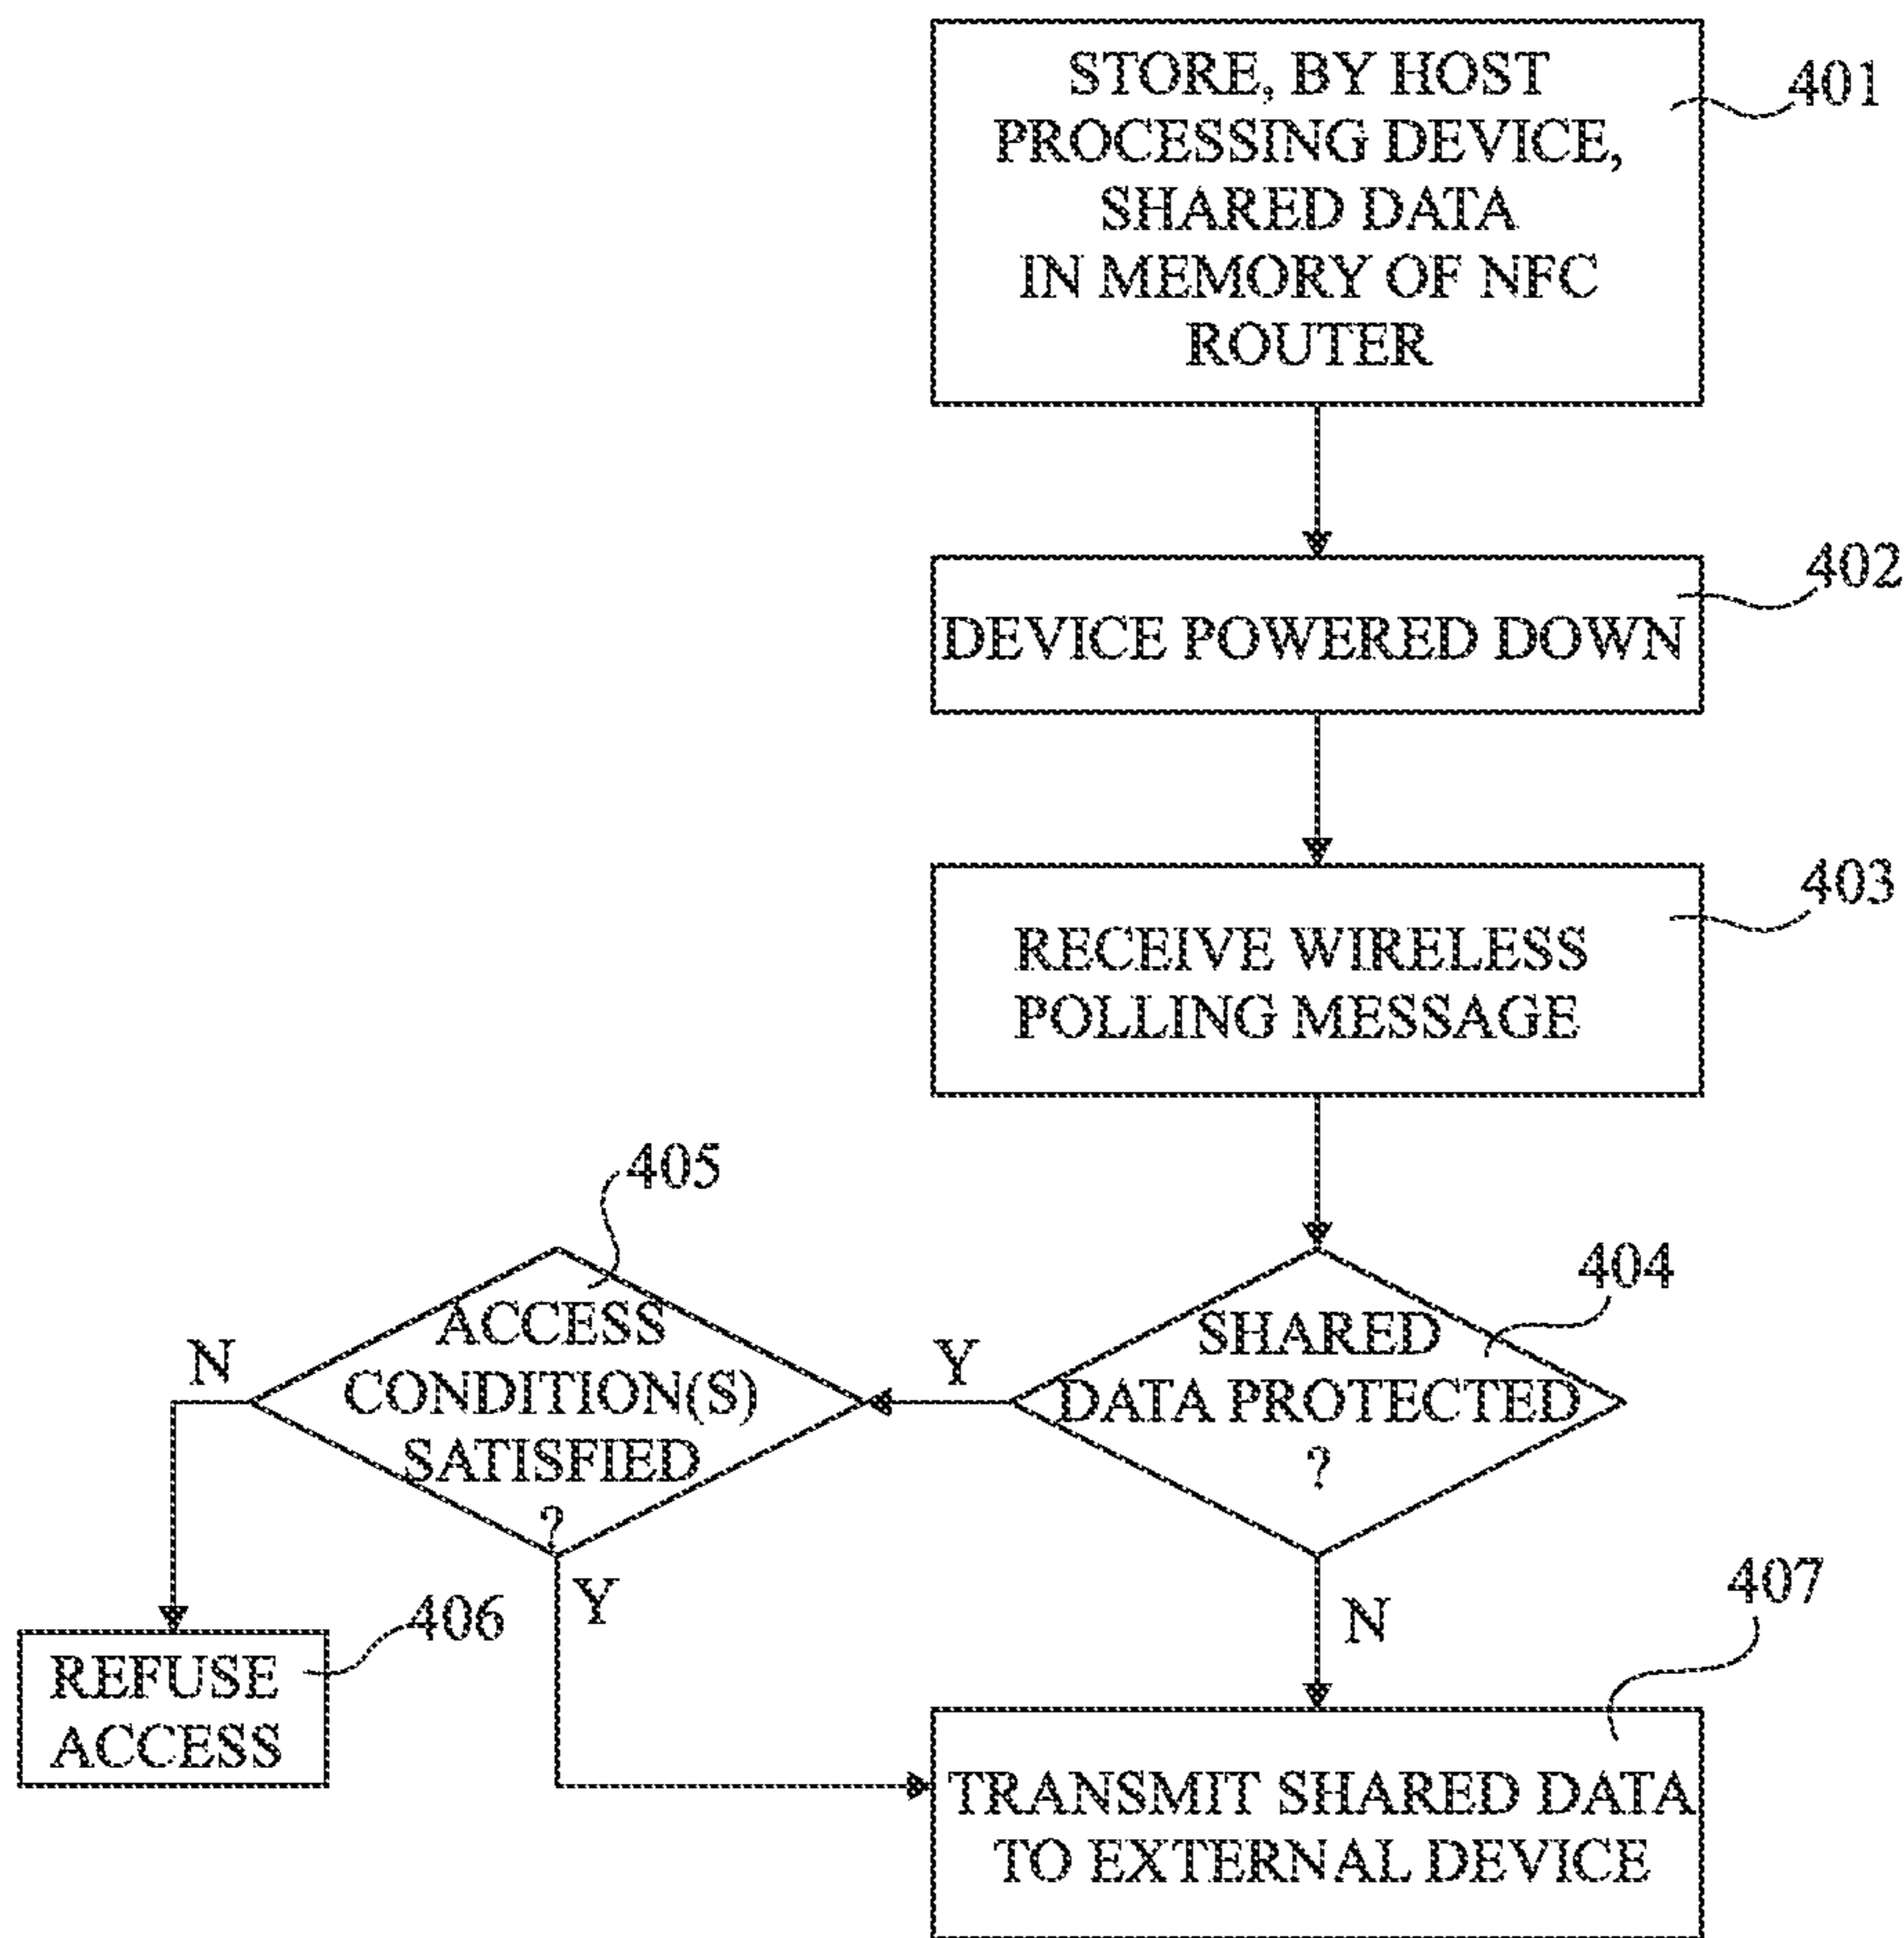 STORE, BY HOST
PROCESSING DEVICE,
SHARED DATA
IN MEMORY OF NFC
ROUTER
401
DEVICE POWERED DOWN
402
RECEIVE WIRELESS
POLLING MESSAGE
403
SHARED
DATA PROTECTED
?
404
Y
N
ACCESS
CONDITION(S)
SATISFIED
?
405
N
Y
REFUSE
ACCESS
406
TRANSMIT SHARED DATA
TO EXTERNAL DEVICE
407